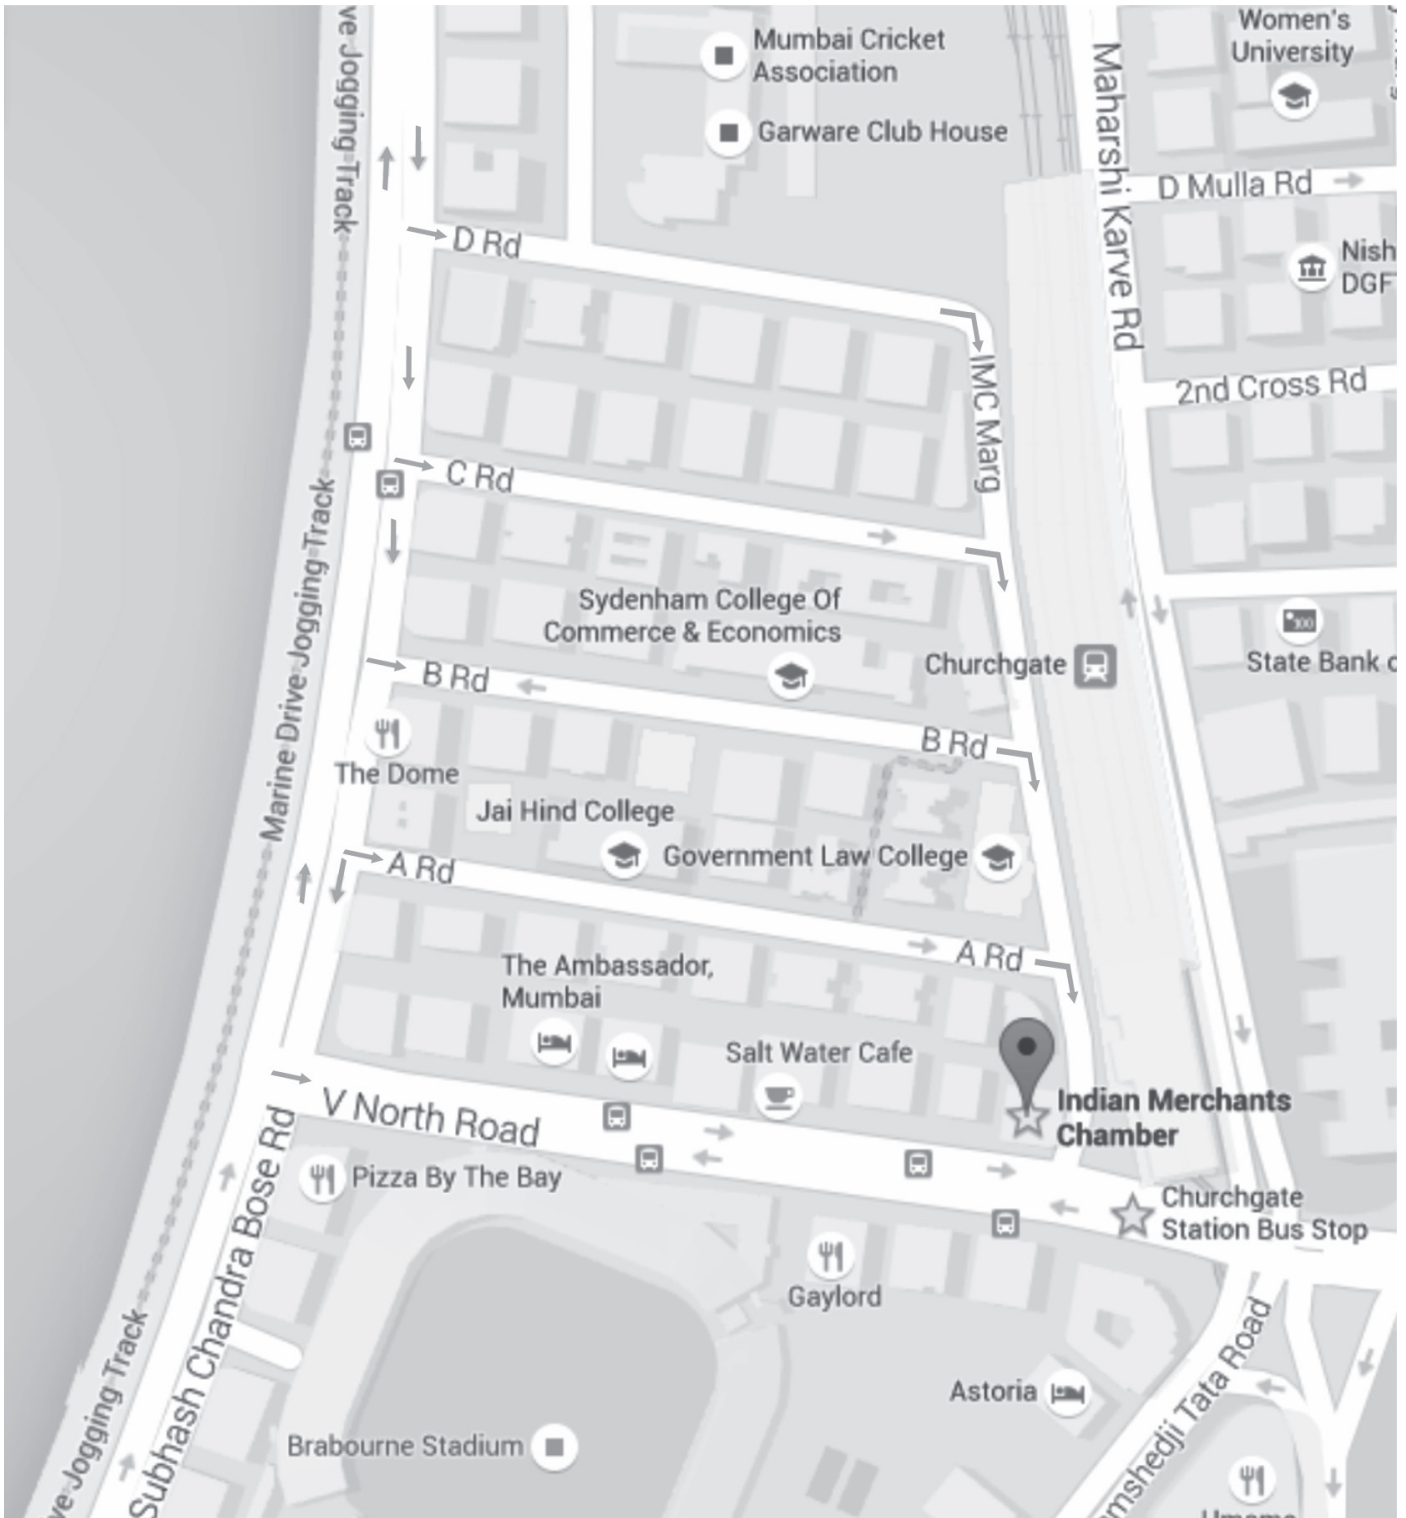 ve Jogging Track
Mumbai Cricket
Association
Garware Club House
Women's
University
Maharshi Karve Rd
D Mulla Rd
Nish
DGF
D Rd
2nd Cross Rd
IMC Marg
C Rd
Marine Drive Jogging Track
Sydenham College Of
Commerce & Economics
100
Churchgate
State Bank o
B Rd
B Rd
The Dome
Jai Hind College
Government Law College
A Rd
A Rd
The Ambassador,
Mumbai
Salt Water Cafe
V North Road
Indian Merchants
Chamber
Pizza By The Bay
Churchgate
Station Bus Stop
Subhash Chandra Bose Rd
Gaylord
Astoria
mshedji Tata Road
Brabourne Stadium
ve Jogging Track